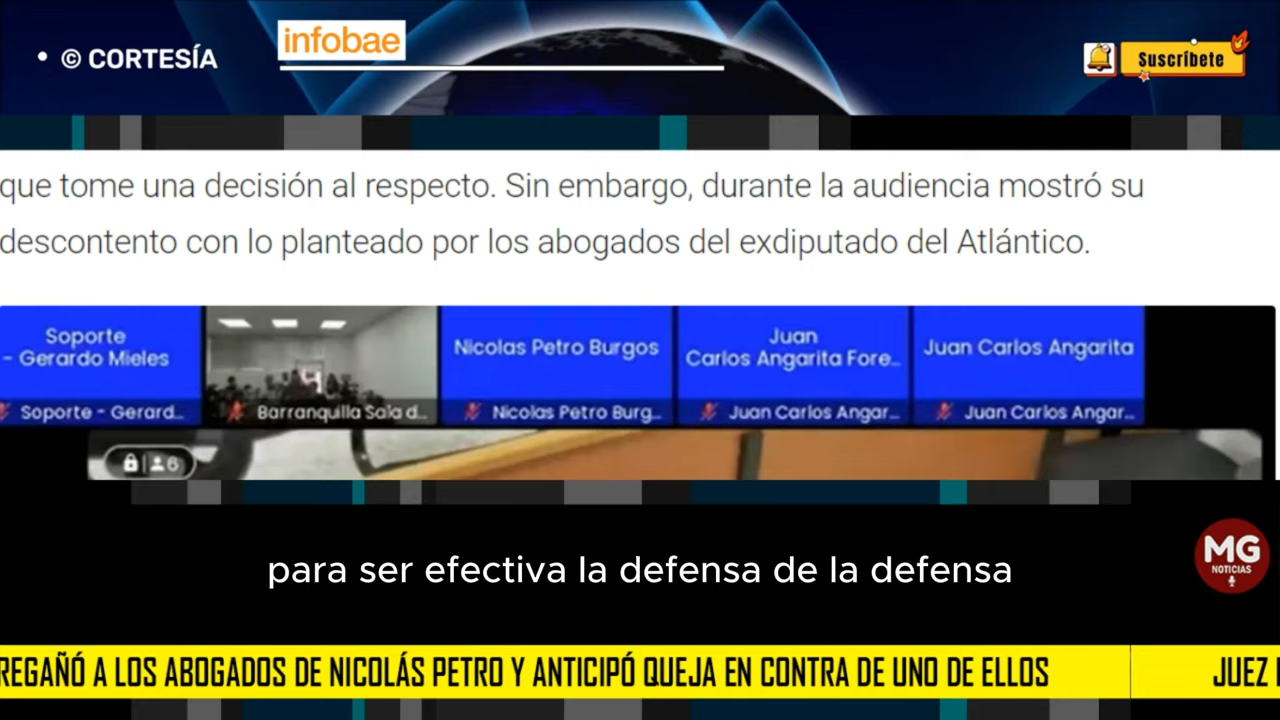 • © CORTESÍA
infobae
Suscríbete
que tome una decisión al respecto. Sin embargo, durante la audiencia mostró su
descontento con lo planteado por los abogados del exdiputado del Atlántico.
Soporte
- Gerardo Mieles
Nicolas Petro Burgos
Juan
Carlos Angarita Fore...
Juan Carlos Angarita
Soporte - Gerard...
Barranquilla Sala d...
Nicolas Petro Burg...
Juan Carlos Angar...
Juan Carlos Angar...
6
para ser efectiva la defensa de la defensa
MG
NOTICIAS
REGAÑÓ A LOS ABOGADOS DE NICOLÁS PETRO Y ANTICIPÓ QUEJA EN CONTRA DE UNO DE ELLOS
JUEZ